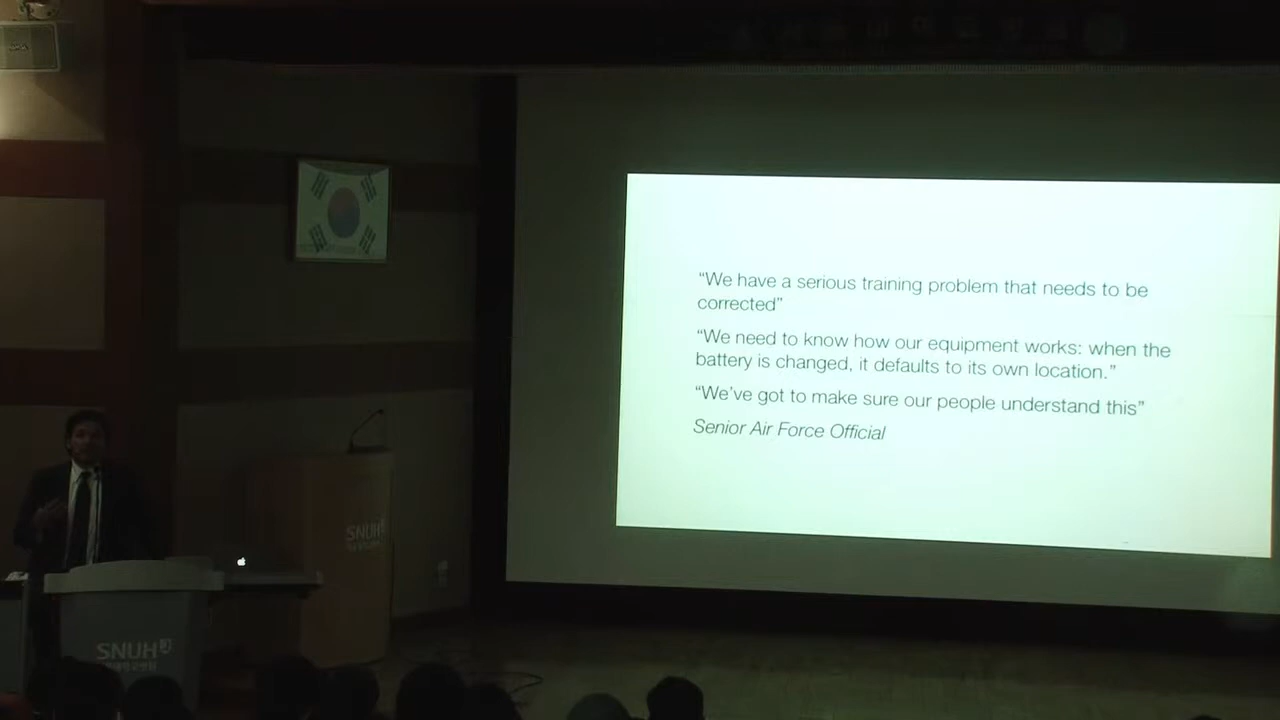 “We have a serious training problem that needs to be
corrected”
“We need to know how our equipment works: when the
battery is changed, it defaults to its own location.”
“We've got to make sure our people understand this”
Senior Air Force Official
SNUH
SNUH